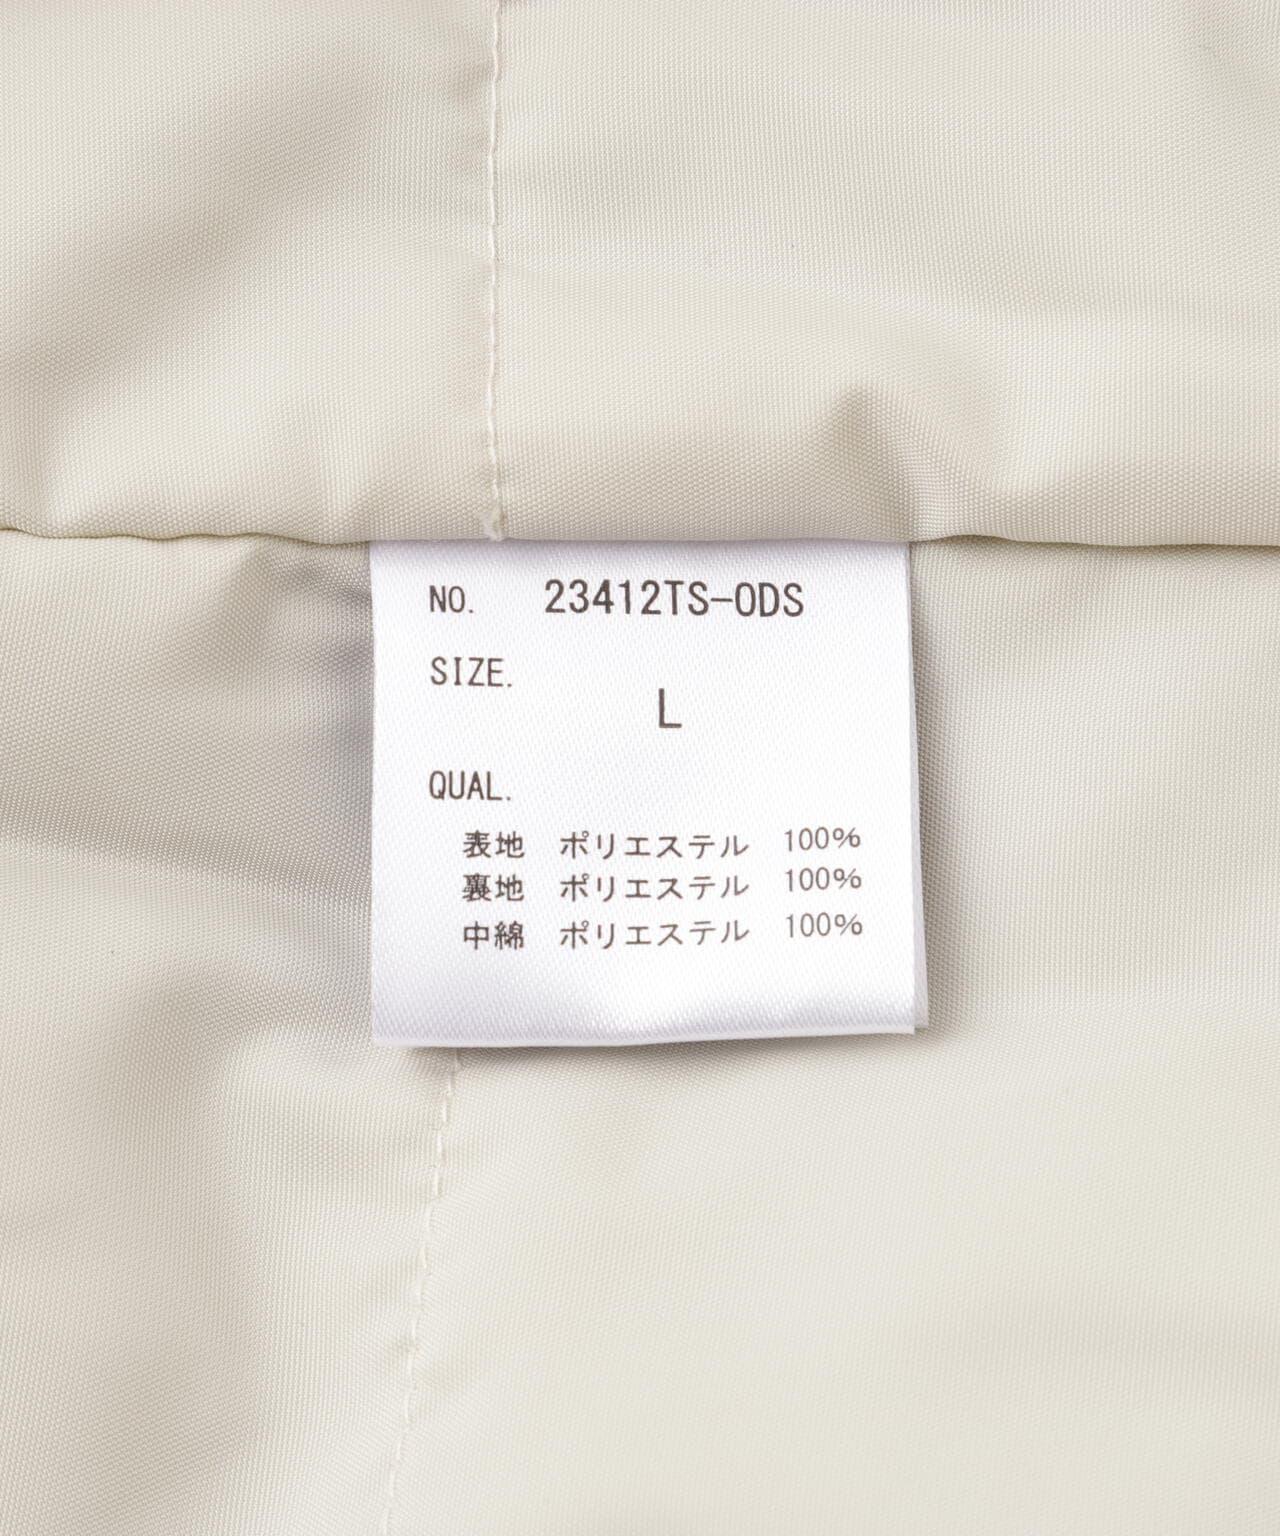 NO. 23412TS-ODS
SIZE.
L
QUAL.
表地 ポリエステル 100%
裏地 ポリエステル 100%
中綿 ポリエステル 100%